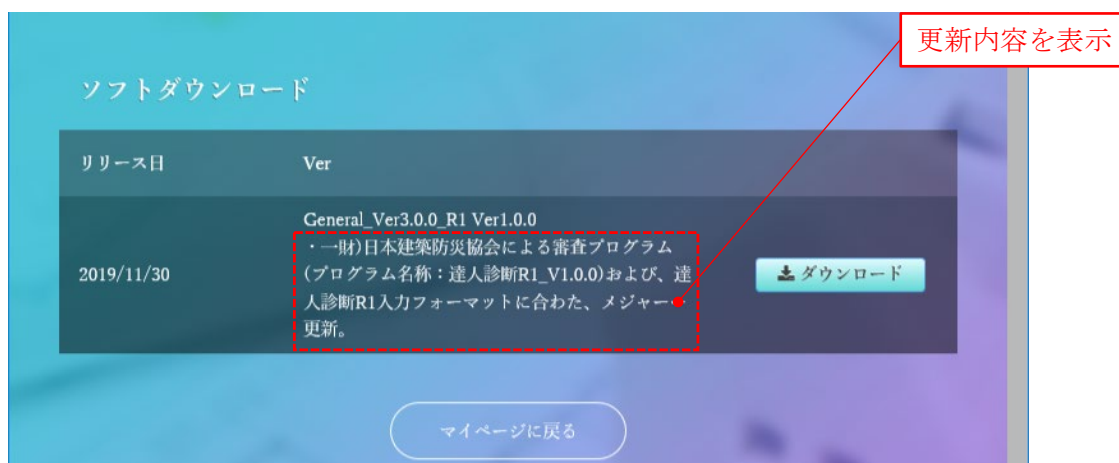 更新内容を表示
ソフトダウンロード
リリース日 Ver
General_Ver3.0.0_R1 Ver1.0.0
・一財)日本建築防災協会による審査プログラム
2019/11/30 (プログラム名称：達人診断R1_V1.0.0)および、達
人診断R1入力フォーマットに合わた、メジャー
更新。
ダウンロード
マイページに戻る